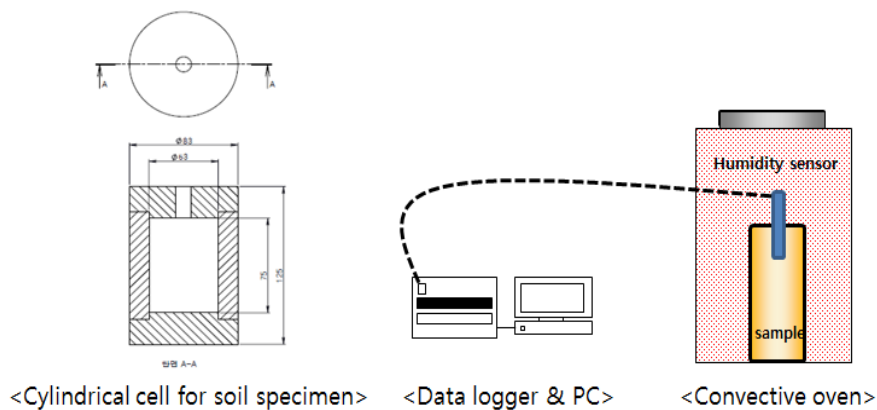 A
A
Ø83
Ø63
75
125
단면 A-A
Humidity sensor
sample
<Cylindrical cell for soil specimen>
<Data logger & PC>
<Convective oven>